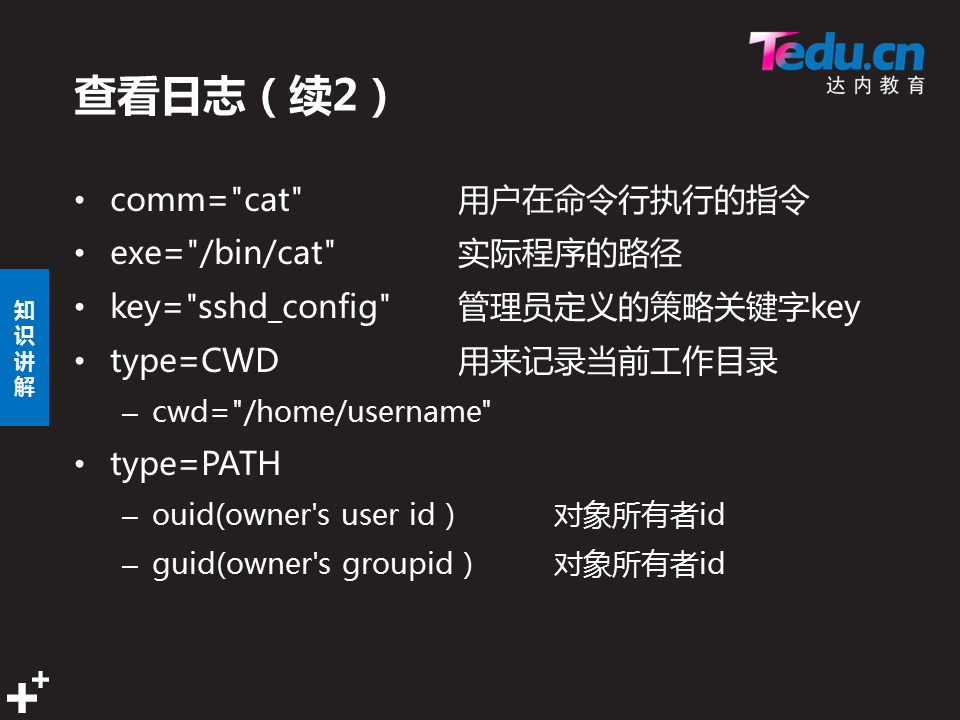 Tedu.cn
达内教育
查看日志（续2）
• comm="cat" 用户在命令行执行的指令
• exe="/bin/cat" 实际程序的路径
• key="sshd_config" 管理员定义的策略关键字key
• type=CWD 用来记录当前工作目录
– cwd="/home/username"
• type=PATH
– ouid(owner's user id） 对象所有者id
– guid(owner's groupid） 对象所有者id
知
识
讲
解